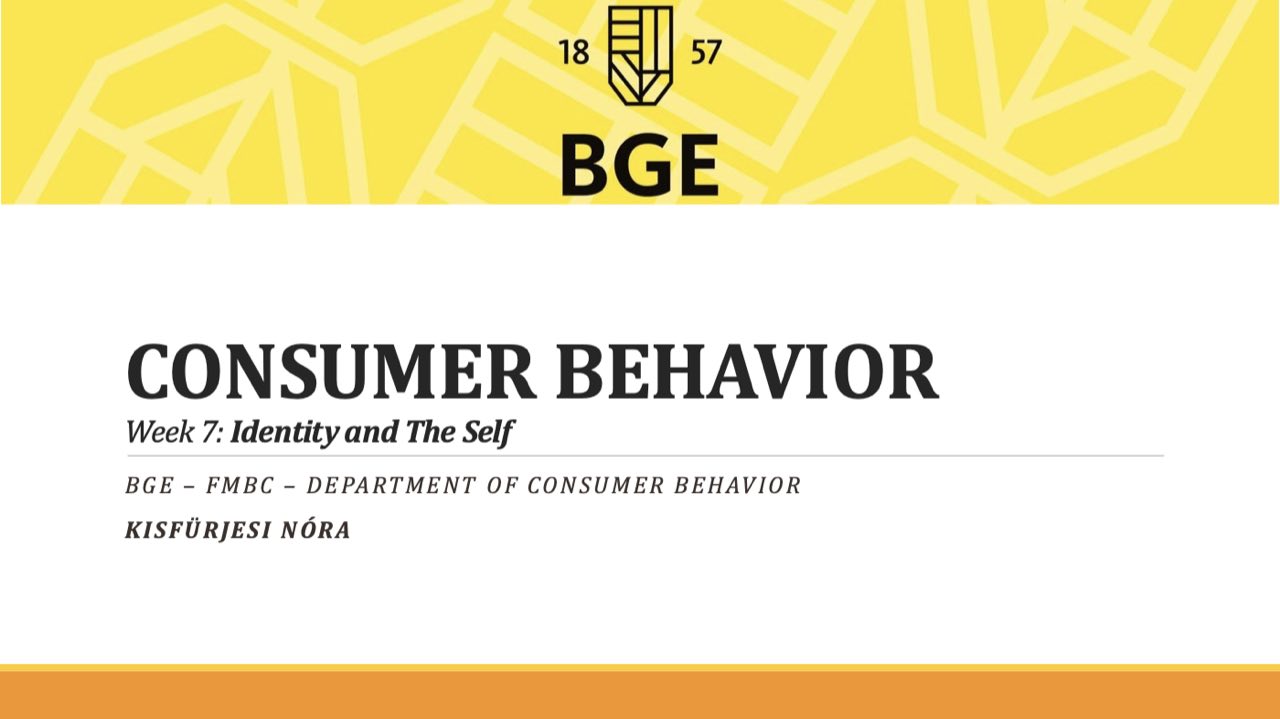 18 57
BGE
CONSUMER BEHAVIOR
Week 7: Identity and The Self
BGE – FMBC – DEPARTMENT OF CONSUMER BEHAVIOR
KISFÜRJESI NÓRA